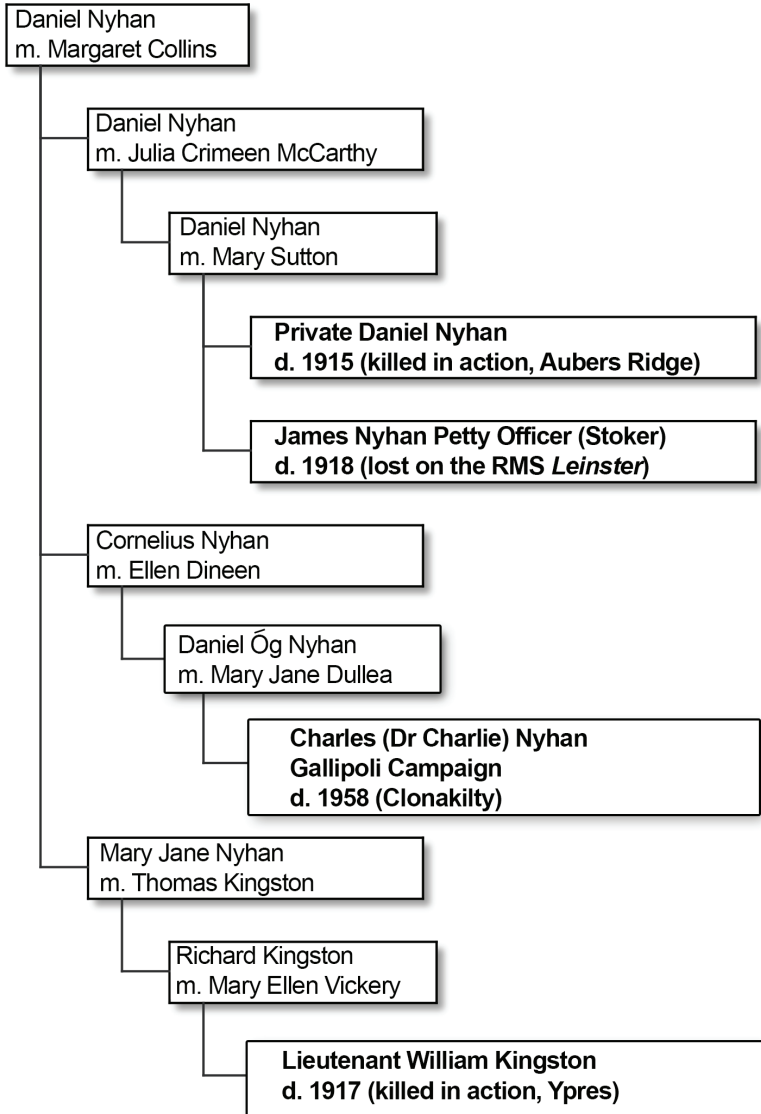 Daniel Nyhan
m. Margaret Collins
Daniel Nyhan
m. Julia Crimeen McCarthy
Daniel Nyhan
m. Mary Sutton
Private Daniel Nyhan
d. 1915 (killed in action, Aubers Ridge)
James Nyhan Petty Officer (Stoker)
d. 1918 (lost on the RMS Leinster)
Cornelius Nyhan
m. Ellen Dineen
Daniel Óg Nyhan
m. Mary Jane Dullea
Charles (Dr Charlie) Nyhan
Gallipoli Campaign
d. 1958 (Clonakilty)
Mary Jane Nyhan
m. Thomas Kingston
Richard Kingston
m. Mary Ellen Vickery
Lieutenant William Kingston
d. 1917 (killed in action, Ypres)